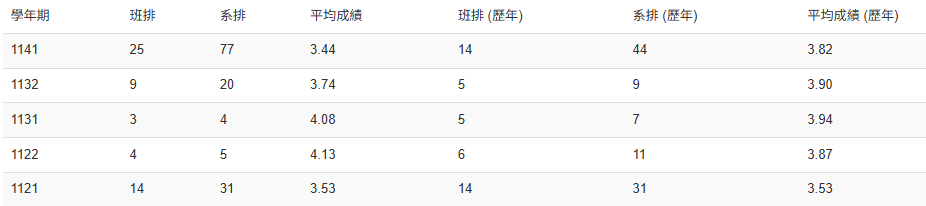 學年期 班排 系排 平均成績 班排 (歷年) 系排 (歷年) 平均成績 (歷年)
1141 25 77 3.44 14 44 3.82
1132 9 20 3.74 5 9 3.90
1131 3 4 4.08 5 7 3.94
1122 4 5 4.13 6 11 3.87
1121 14 31 3.53 14 31 3.53